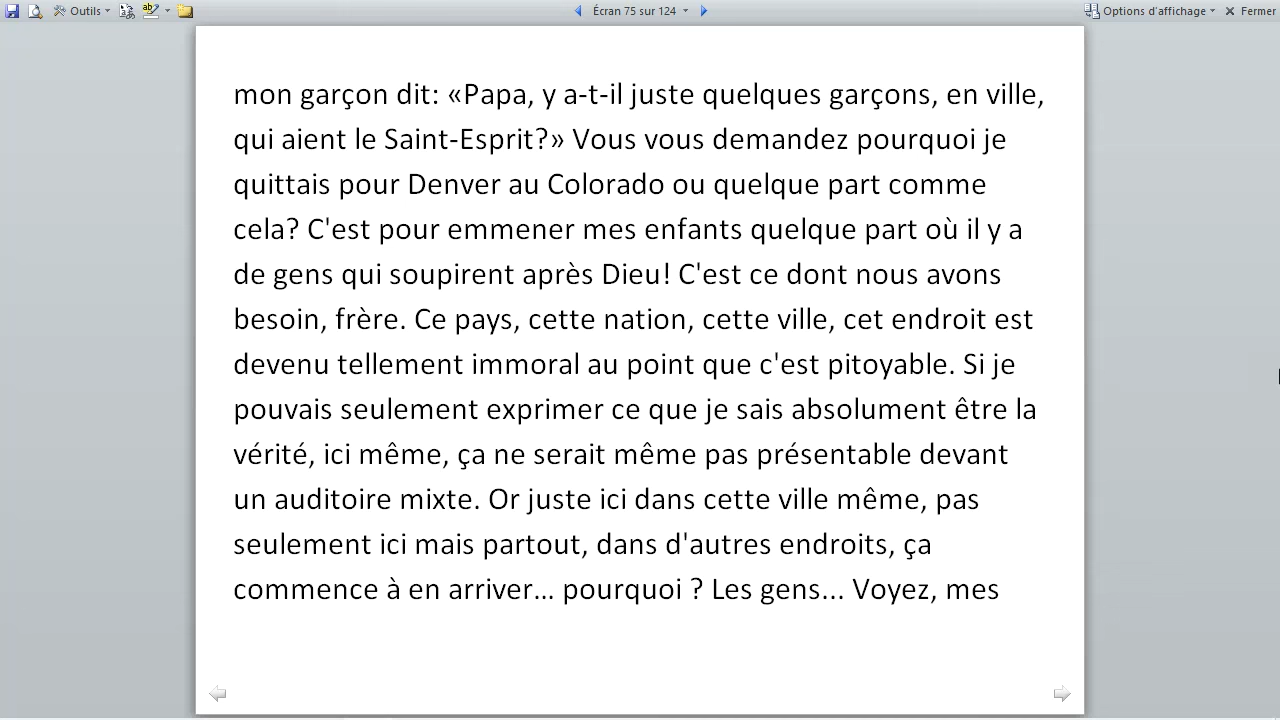 Outils
Écran 75 sur 124
Options d'affichage
Fermer
mon garçon dit: «Papa, y a-t-il juste quelques garçons, en ville,
qui aient le Saint-Esprit?» Vous vous demandez pourquoi je
quittais pour Denver au Colorado ou quelque part comme
cela? C'est pour emmener mes enfants quelque part où il y a
de gens qui soupirent après Dieu! C'est ce dont nous avons
besoin, frère. Ce pays, cette nation, cette ville, cet endroit est
devenu tellement immoral au point que c'est pitoyable. Si je
pouvais seulement exprimer ce que je sais absolument être la
vérité, ici même, ça ne serait même pas présentable devant
un auditoire mixte. Or juste ici dans cette ville même, pas
seulement ici mais partout, dans d'autres endroits, ça
commence à en arriver... pourquoi ? Les gens... Voyez, mes